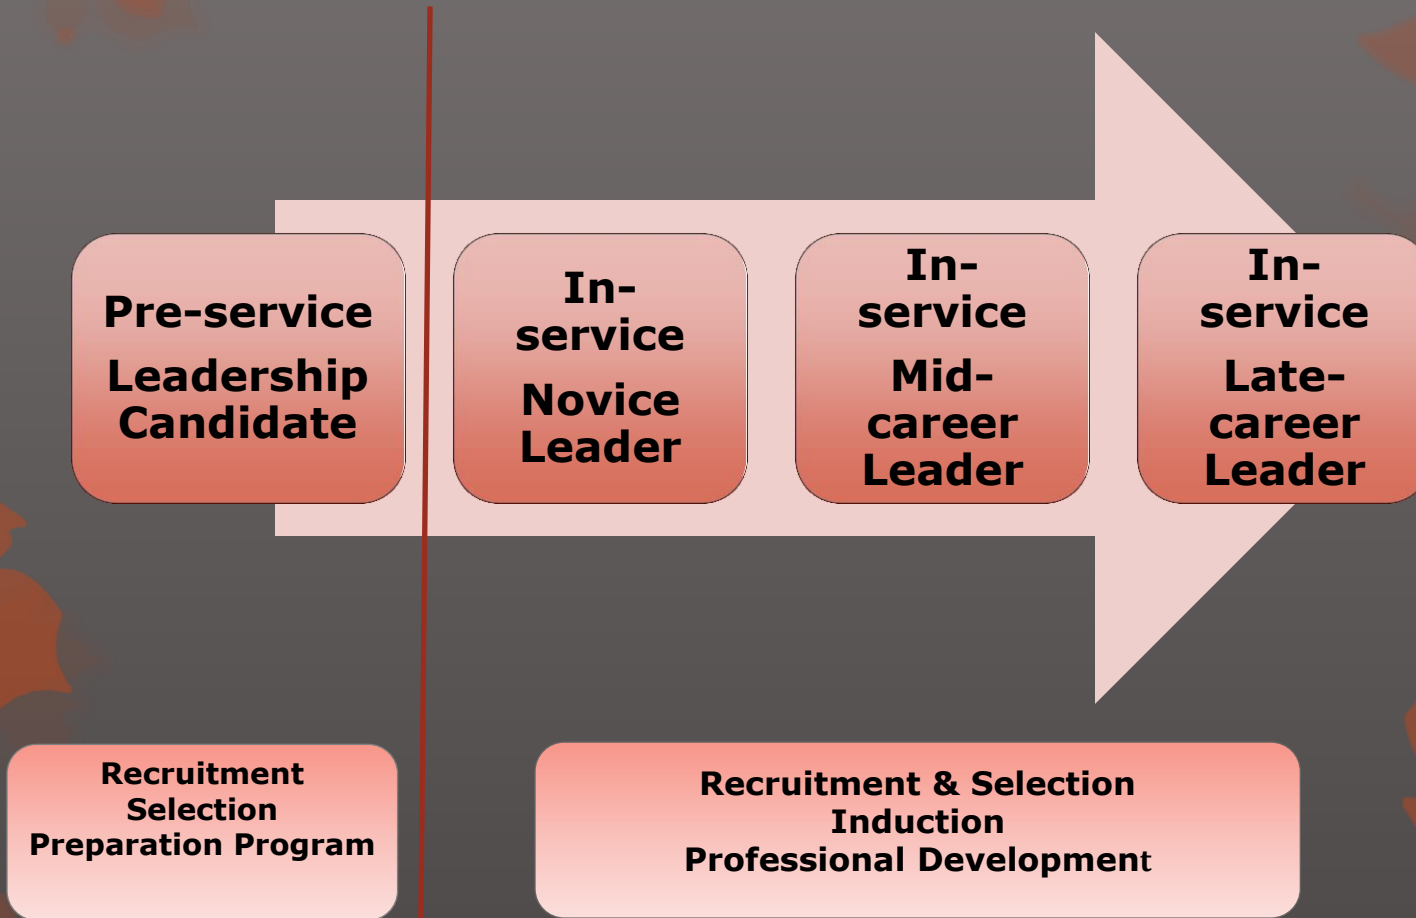 Pre-service
Leadership
Candidate
In-
service
Novice
Leader
In-
service
Mid-
career
Leader
In-
service
Late-
career
Leader
Recruitment
Selection
Preparation Program
Recruitment & Selection
Induction
Professional Development